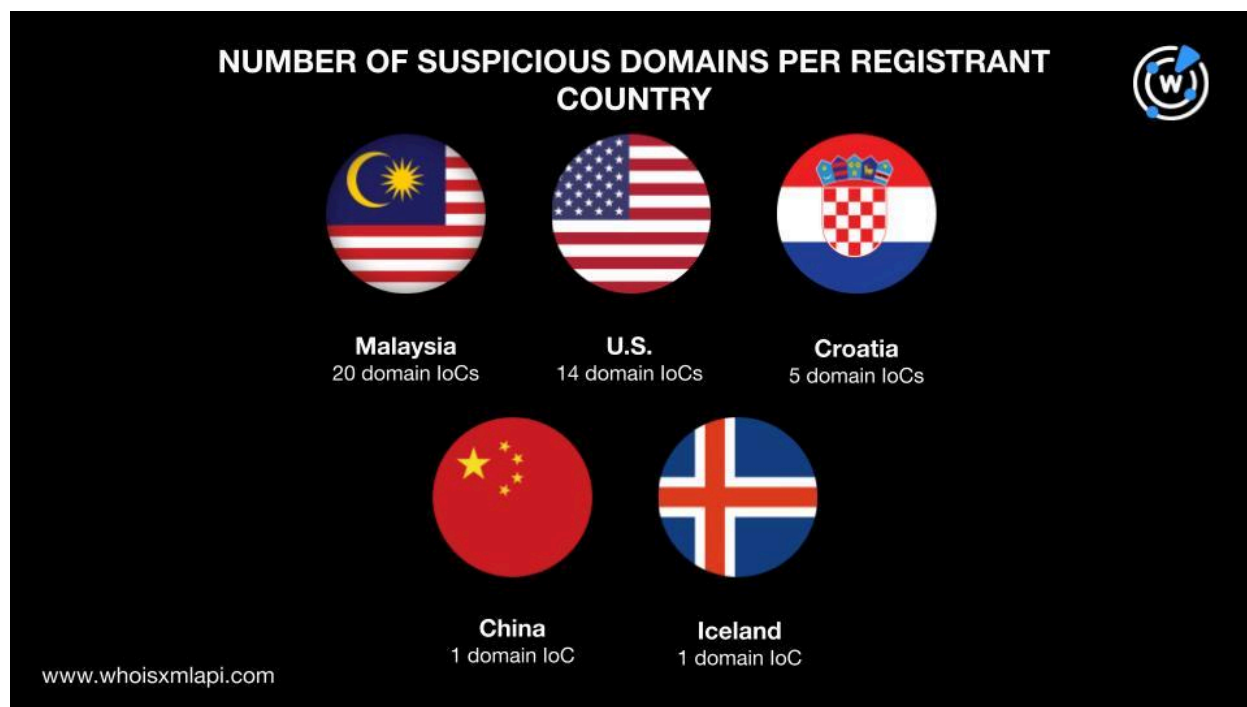 NUMBER OF SUSPICIOUS DOMAINS PER REGISTRANT
COUNTRY
W
Malaysia
20 domain IoCs
U.S.
14 domain IoCs
Croatia
5 domain IoCs
China
1 domain IoC
Iceland
1 domain IoC
www.whoisxmlapi.com